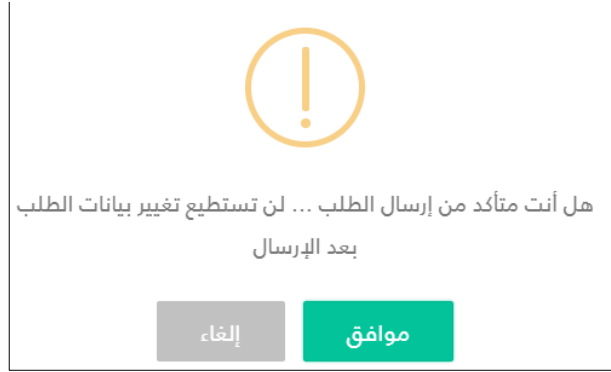 هل أنت متأكد من إرسال الطلب ... لن تستطيع تغيير بيانات الطلب
بعد الإرسال
موافق إلغاء